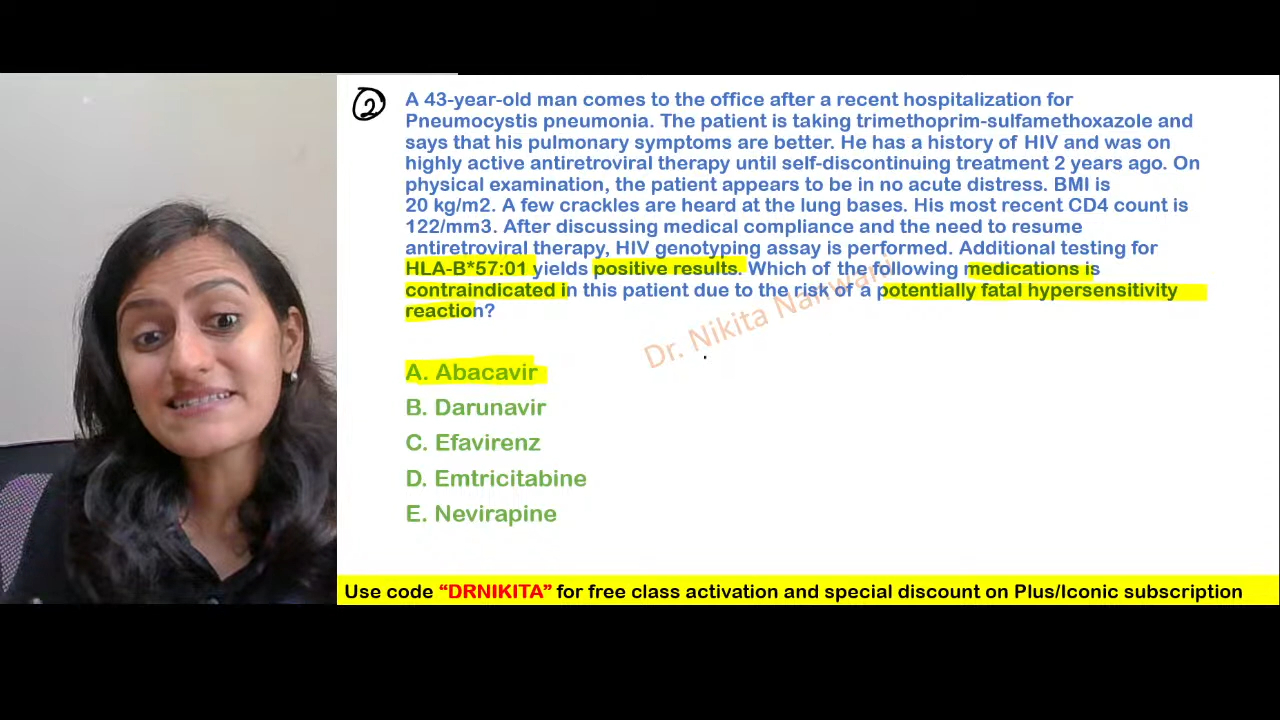 2
A 43-year-old man comes to the office after a recent hospitalization for
Pneumocystis pneumonia. The patient is taking trimethoprim-sulfamethoxazole and
says that his pulmonary symptoms are better. He has a history of HIV and was on
highly active antiretroviral therapy until self-discontinuing treatment 2 years ago. On
physical examination, the patient appears to be in no acute distress. BMI is
20 kg/m2. A few crackles are heard at the lung bases. His most recent CD4 count is
122/mm3. After discussing medical compliance and the need to resume
antiretroviral therapy, HIV genotyping assay is performed. Additional testing for
HLA-B*57:01 yields positive results. Which of the following medications is
contraindicated in this patient due to the risk of a potentially fatal hypersensitivity
reaction?
Dr. Nikita Nanwani
A. Abacavir
B. Darunavir
C. Efavirenz
D. Emtricitabine
E. Nevirapine
Use code “DRNIKITA” for free class activation and special discount on Plus/Iconic subscription